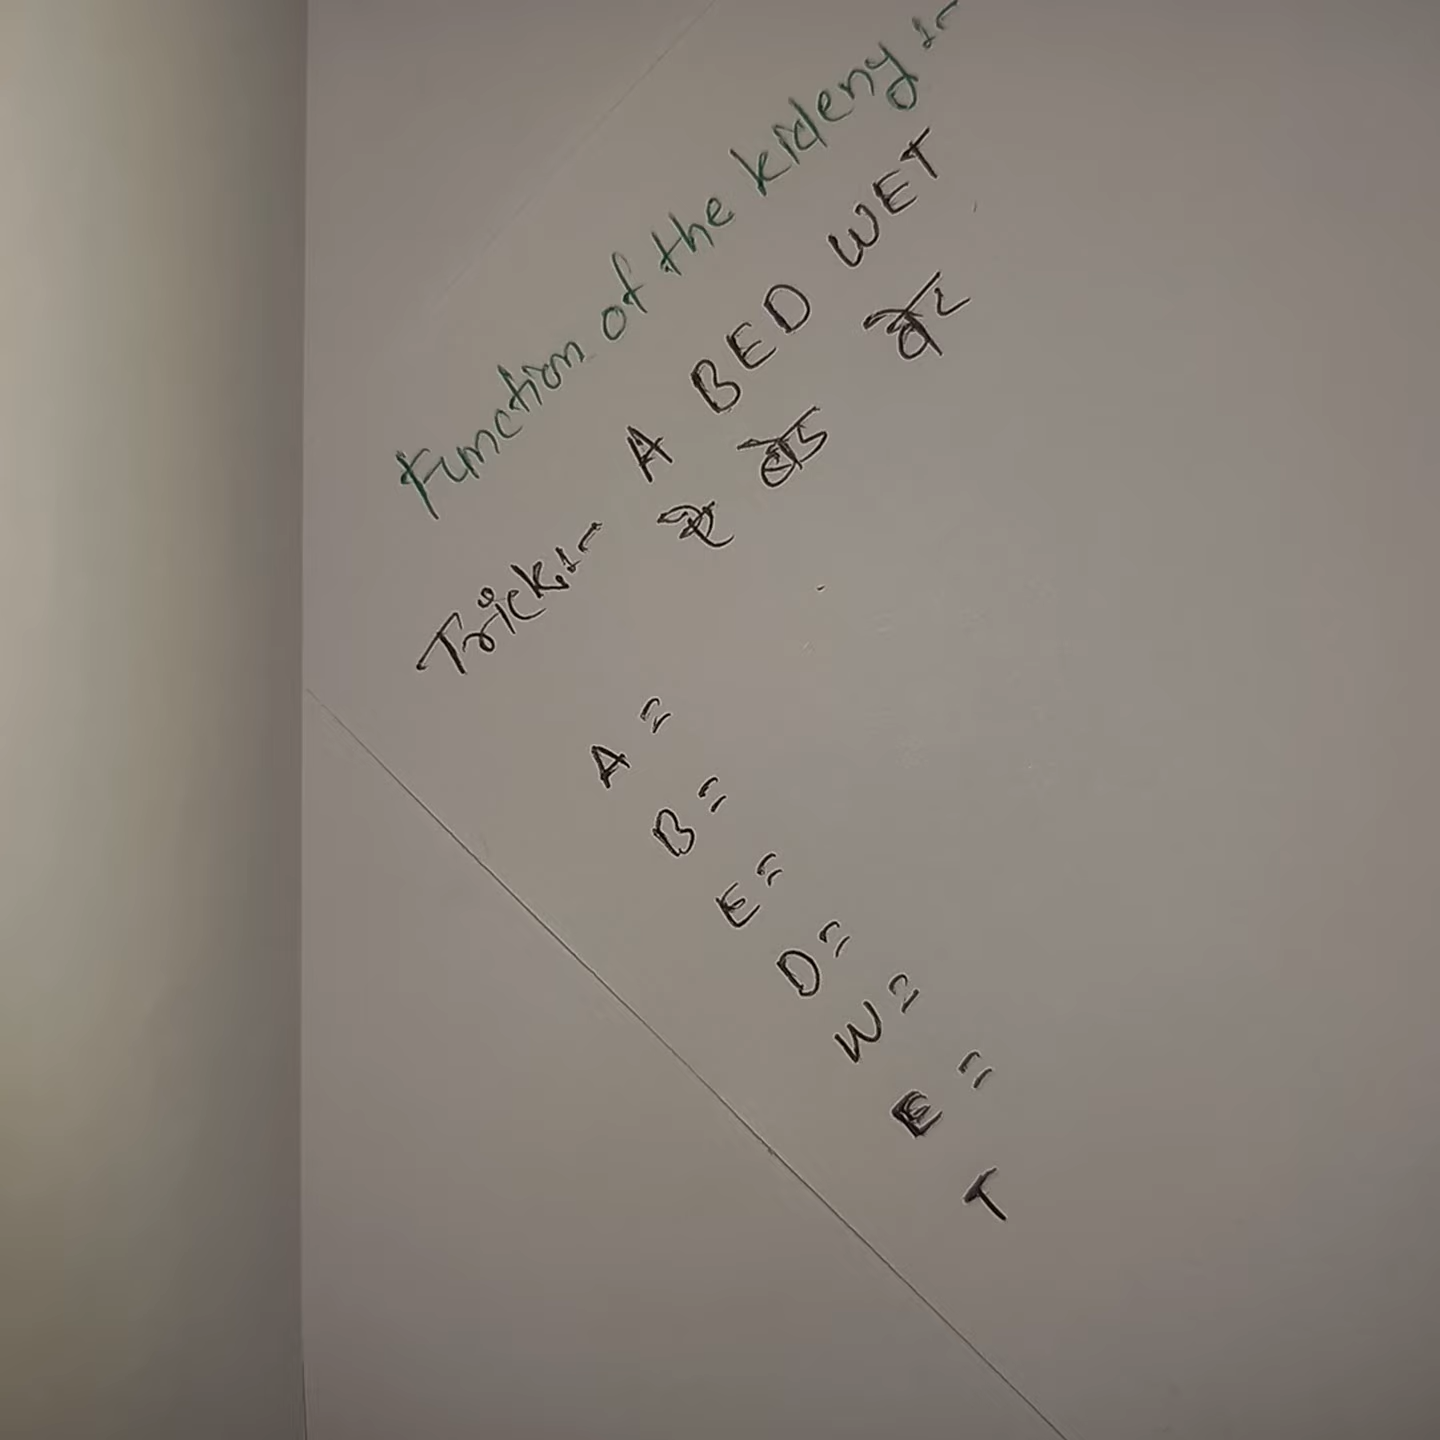 Function of the kideny :-
Trick :- A BED WET
ए बेड वेट
A =
B =
E =
D =
W =
E =
T